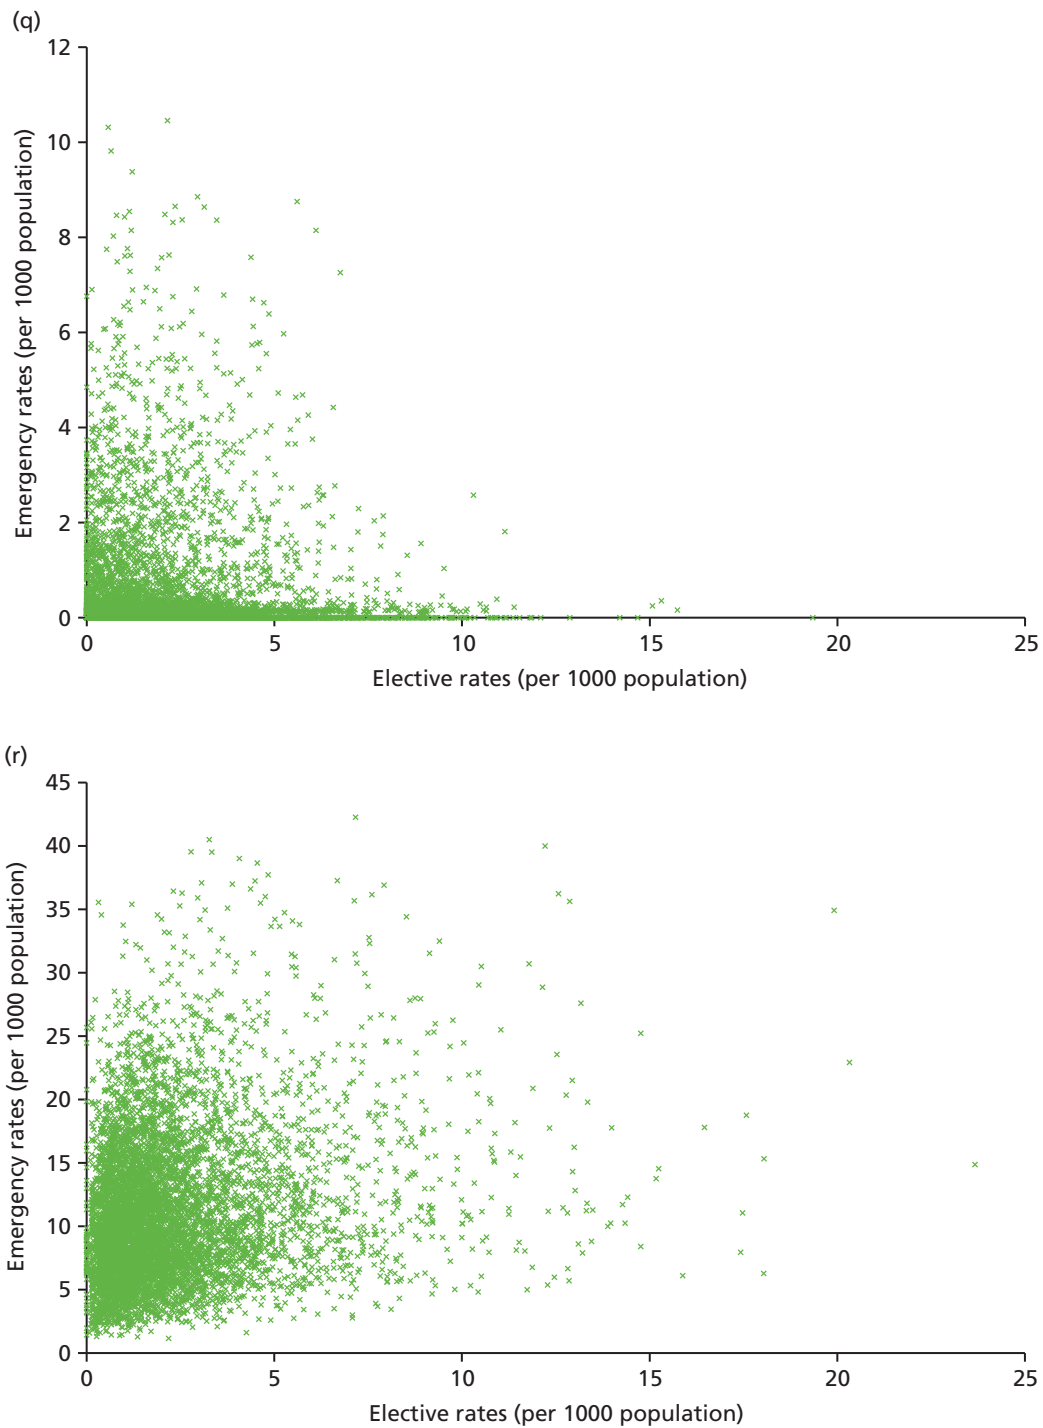 (q)
12
10
8
6
4
2
0
Emergency rates (per 1000 population)
0 5 10 15 20 25
Elective rates (per 1000 population)
(r)
45
40
35
30
25
20
15
10
5
0
Emergency rates (per 1000 population)
0 5 10 15 20 25
Elective rates (per 1000 population)